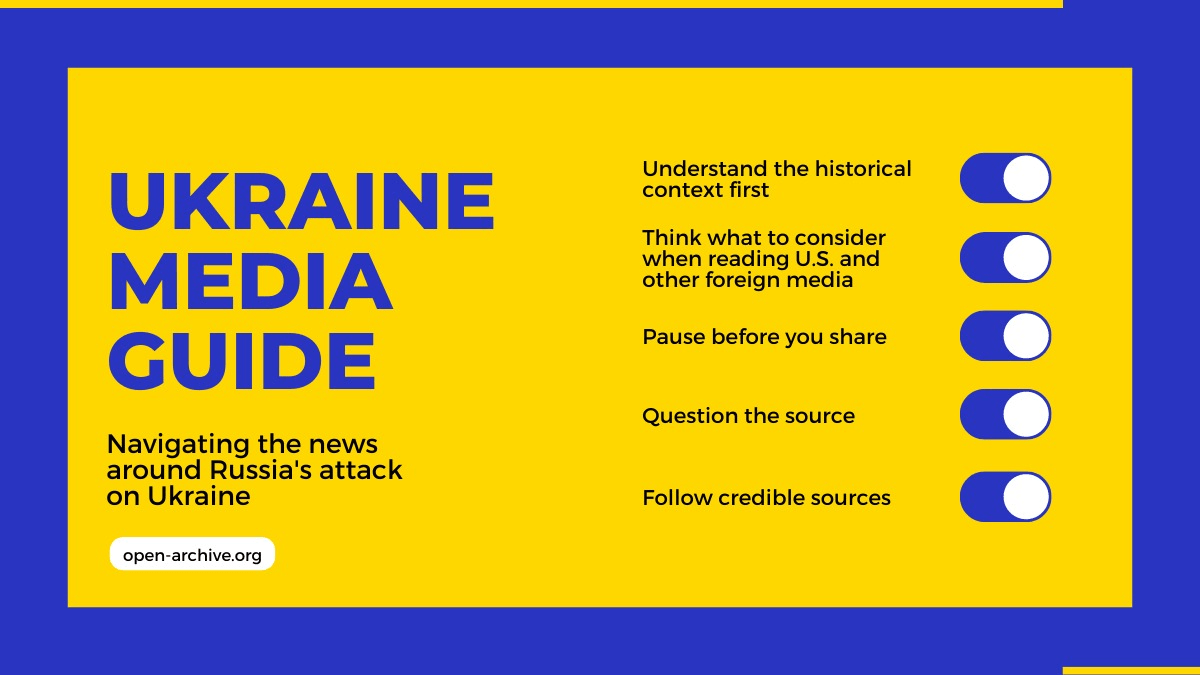 UKRAINE
MEDIA
GUIDE
Navigating the news
around Russia's attack
on Ukraine
open-archive.org
Understand the historical
context first
Think what to consider
when reading U.S. and
other foreign media
Pause before you share
Question the source
Follow credible sources